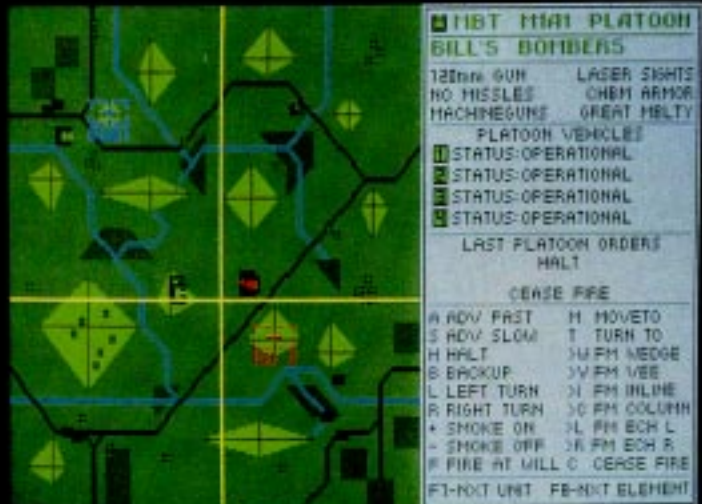 MBT M1A1 PLATOON
BILL'S BOMBERS
120mm GUN LASER SIGHTS
NO MISSLES CHBM ARMOR
MACHINEGUNS GREAT MBLTY
PLATOON VEHICLES
1 STATUS:OPERATIONAL
2 STATUS:OPERATIONAL
3 STATUS:OPERATIONAL
4 STATUS:OPERATIONAL
LAST PLATOON ORDERS
HALT
CEASE FIRE
A ADV FAST M MOVETO
S ADV SLOW T TURN TO
H HALT >W FM WEDGE
B BACKUP >V FM VEE
L LEFT TURN >I FM INLINE
R RIGHT TURN >C FM COLUMN
+ SMOKE ON >L FM ECH L
- SMOKE OFF >R FM ECH R
F FIRE AT WILL C CEASE FIRE
F7-NXT UNIT F8-NXT ELEMENT